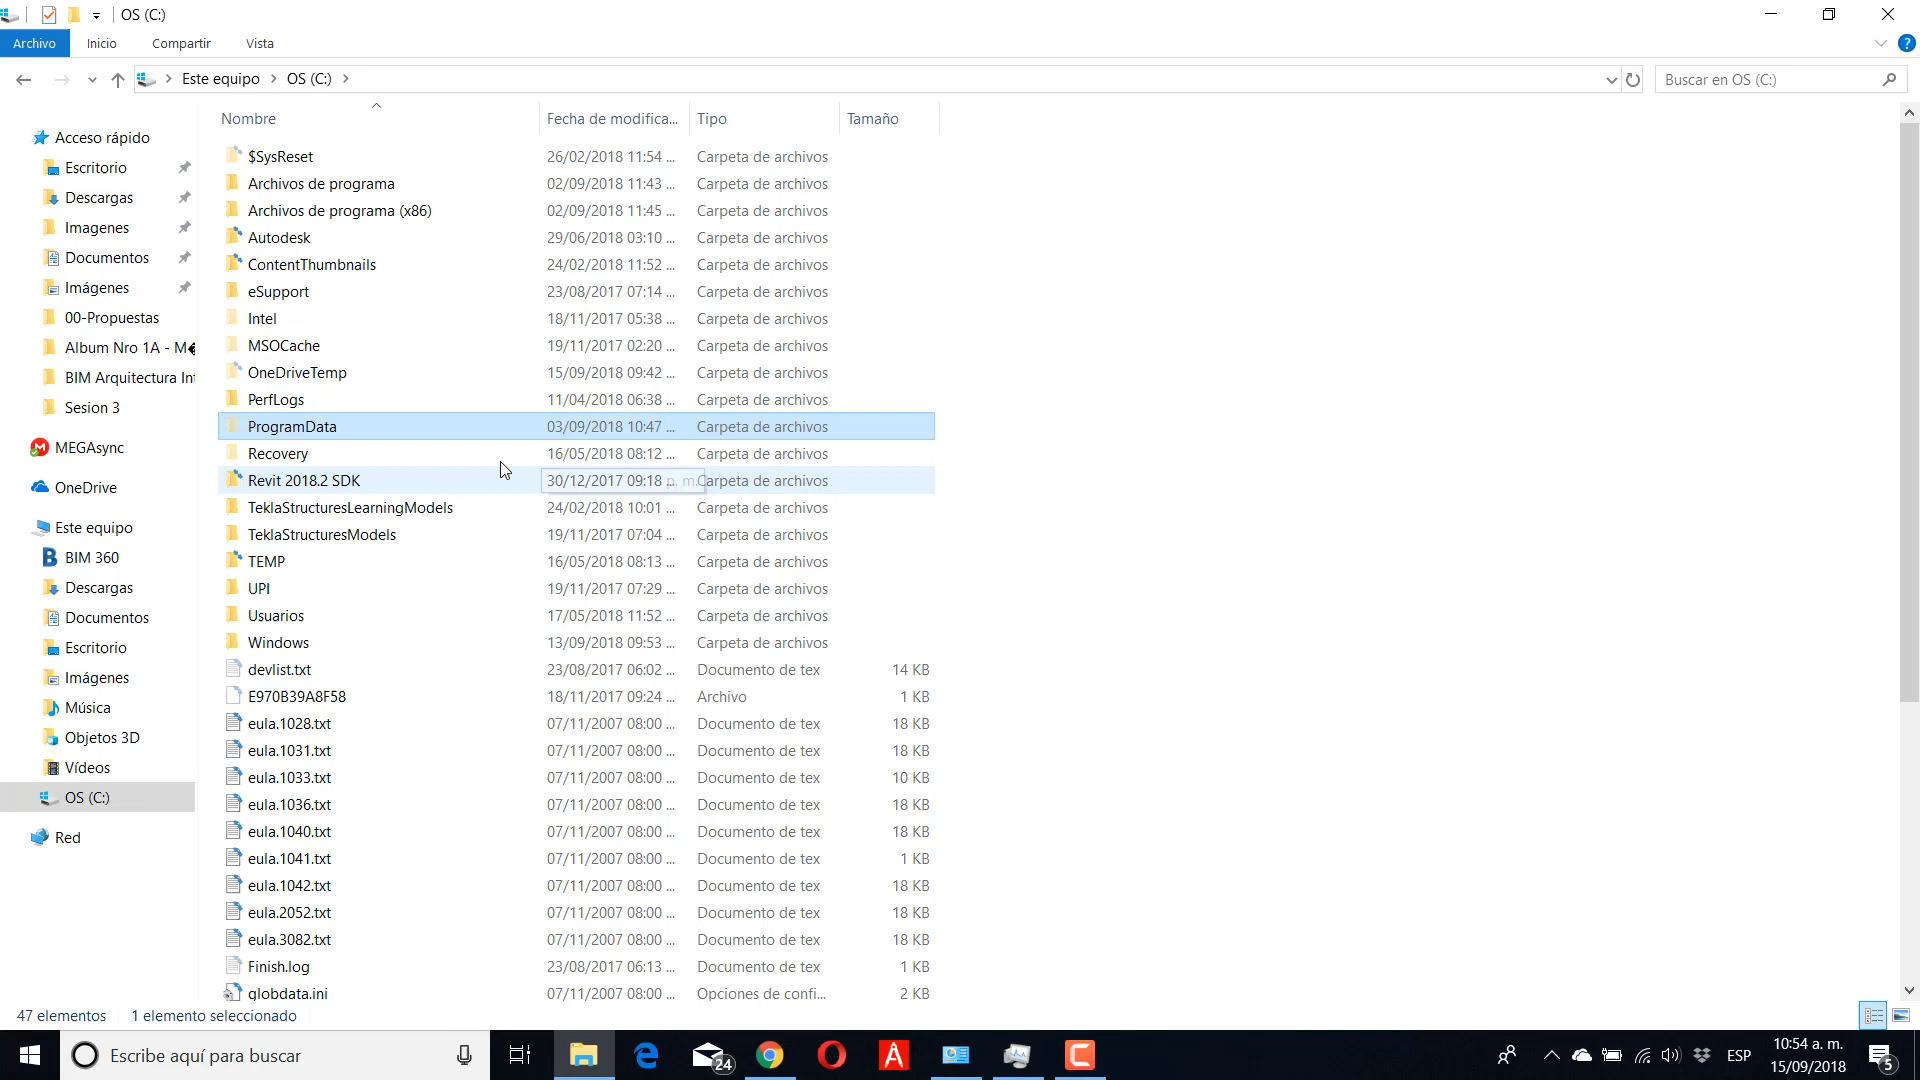 OS (C:)
Archivo Inicio Compartir Vista
Este equipo OS (C:)
Buscar en OS (C:)
Nombre Fecha de modifica... Tipo Tamaño
Acceso rápido
Escritorio
Descargas
Imagenes
Documentos
Imágenes
00-Propuestas
Album Nro 1A - M�
BIM Arquitectura Int
Sesion 3
MEGAsync
OneDrive
Este equipo
BIM 360
Descargas
Documentos
Escritorio
Imágenes
Música
Objetos 3D
Vídeos
OS (C:)
Red
$SysReset 26/02/2018 11:54 ... Carpeta de archivos
Archivos de programa 02/09/2018 11:43 ... Carpeta de archivos
Archivos de programa (x86) 02/09/2018 11:45 ... Carpeta de archivos
Autodesk 29/06/2018 03:10 ... Carpeta de archivos
ContentThumbnails 24/02/2018 11:52 ... Carpeta de archivos
eSupport 23/08/2017 07:14 ... Carpeta de archivos
Intel 18/11/2017 05:38 ... Carpeta de archivos
MSOCache 19/11/2017 02:20 ... Carpeta de archivos
OneDriveTemp 15/09/2018 09:42 ... Carpeta de archivos
PerfLogs 11/04/2018 06:38 ... Carpeta de archivos
ProgramData 03/09/2018 10:47 ... Carpeta de archivos
Recovery 16/05/2018 08:12 ... Carpeta de archivos
Revit 2018.2 SDK 30/12/2017 09:18 p. m. Carpeta de archivos
TeklaStructuresLearningModels 24/02/2018 10:01 ... Carpeta de archivos
TeklaStructuresModels 19/11/2017 07:04 ... Carpeta de archivos
TEMP 16/05/2018 08:13 ... Carpeta de archivos
UPI 19/11/2017 07:29 ... Carpeta de archivos
Usuarios 17/05/2018 11:52 ... Carpeta de archivos
Windows 13/09/2018 09:53 ... Carpeta de archivos
devlist.txt 23/08/2017 06:02 ... Documento de tex 14 KB
E970B39A8F58 18/11/2017 09:24 ... Archivo 1 KB
eula.1028.txt 07/11/2007 08:00 ... Documento de tex 18 KB
eula.1031.txt 07/11/2007 08:00 ... Documento de tex 18 KB
eula.1033.txt 07/11/2007 08:00 ... Documento de tex 10 KB
eula.1036.txt 07/11/2007 08:00 ... Documento de tex 18 KB
eula.1040.txt 07/11/2007 08:00 ... Documento de tex 18 KB
eula.1041.txt 07/11/2007 08:00 ... Documento de tex 1 KB
eula.1042.txt 07/11/2007 08:00 ... Documento de tex 18 KB
eula.2052.txt 07/11/2007 08:00 ... Documento de tex 18 KB
eula.3082.txt 07/11/2007 08:00 ... Documento de tex 18 KB
Finish.log 23/08/2017 06:13 ... Documento de tex 1 KB
globdata.ini 07/11/2007 08:00 ... Opciones de confi... 2 KB
47 elementos 1 elemento seleccionado
Escribe aquí para buscar
24
ESP
10:54 a. m.
15/09/2018
5